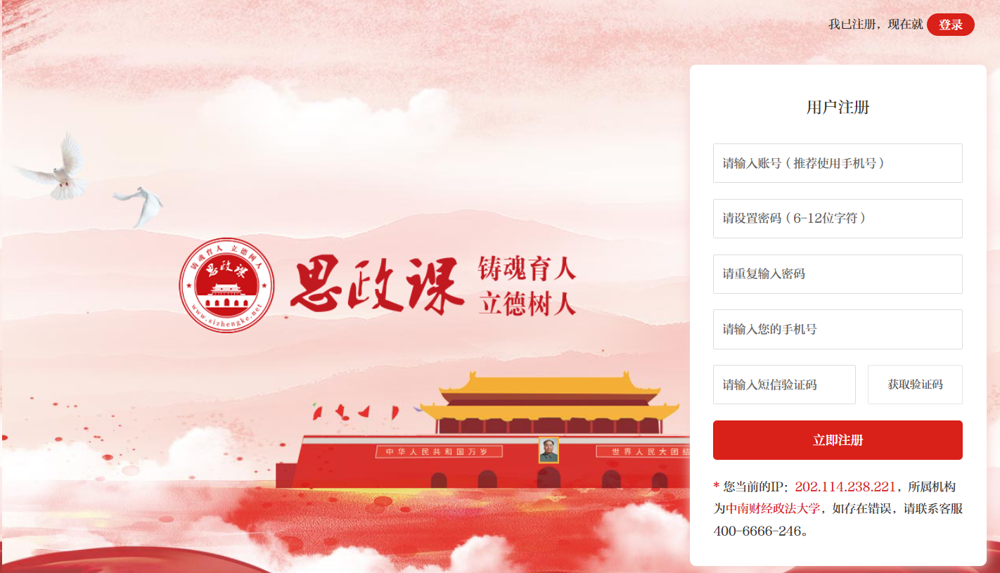 我已注册，现在就 登录
用户注册
请输入账号（推荐使用手机号）
请设置密码（6-12位字符）
请重复输入密码
请输入您的手机号
请输入短信验证码
获取验证码
立即注册
* 您当前的IP：202.114.238.221，所属机构
为中南财经政法大学，如存在错误，请联系客服
400-6666-246。
铸魂育人 立德树人
思政课
www.sizhengke.net
思政课
铸魂育人
立德树人
中华人民共和国万岁
世界人民大团结